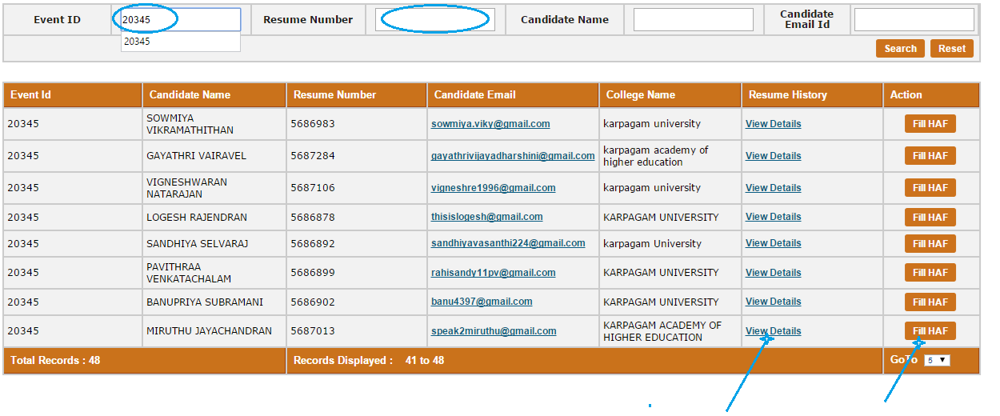 Event ID 20345 Resume Number Candidate Name Candidate Email Id
20345
Search Reset
Event Id Candidate Name Resume Number Candidate Email College Name Resume History Action
20345 SOWMIYA VIKRAMATHITHAN 5686983 sowmiya.viky@gmail.com karpagam university View Details Fill HAF
20345 GAYATHRI VAIRAVEL 5687284 gayathrivijayadharshini@gmail.com karpagam academy of higher education View Details Fill HAF
20345 VIGNESHWARAN NATARAJAN 5687106 vigneshre1996@gmail.com karpagam university View Details Fill HAF
20345 LOGESH RAJENDRAN 5686878 thisislogesh@gmail.com KARPAGAM UNIVERSITY View Details Fill HAF
20345 SANDHIYA SELVARAJ 5686892 sandhiyavasanthi224@gmail.com karpagam University View Details Fill HAF
20345 PAVITHRAA VENKATACHALAM 5686899 rahisandy11pv@gmail.com KARPAGAM UNIVERSITY View Details Fill HAF
20345 BANUPRIYA SUBRAMANI 5686902 banu4397@gmail.com KARPAGAM UNIVERSITY View Details Fill HAF
20345 MIRUTHU JAYACHANDRAN 5687013 speak2miruthu@gmail.com KARPAGAM ACADEMY OF HIGHER EDUCATION View Details Fill HAF
Total Records : 48 Records Displayed : 41 to 48 GoTo 5